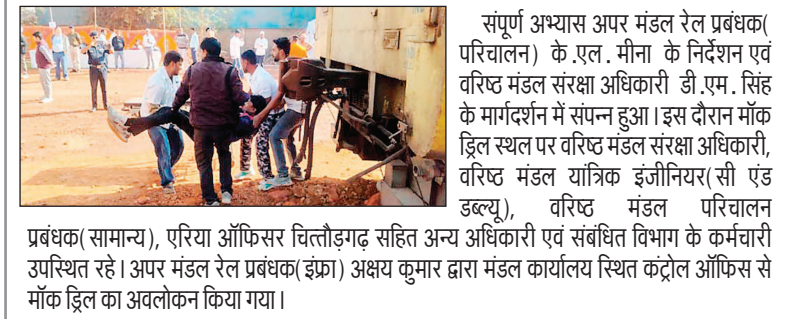 संपूर्ण अभ्यास अपर मंडल रेल प्रबंधक(
परिचालन) के .एल. मीना के निर्देशन एवं
वरिष्ठ मंडल संरक्षा अधिकारी डी.एम. सिंह
के मार्गदर्शन में संपन्न हुआ। इस दौरान मॉक
ड्रिल स्थल पर वरिष्ठ मंडल संरक्षा अधिकारी,
वरिष्ठ मंडल यांत्रिक इंजीनियर(सी एंड
डब्ल्यू), वरिष्ठ मंडल परिचालन
प्रबंधक(सामान्य), एरिया ऑफिसर चित्तौड़गढ़ सहित अन्य अधिकारी एवं संबंधित विभाग के कर्मचारी
उपस्थित रहे। अपर मंडल रेल प्रबंधक(इंफ्रा) अक्षय कुमार द्वारा मंडल कार्यालय स्थित कंट्रोल ऑफिस से
मॉक ड्रिल का अवलोकन किया गया।